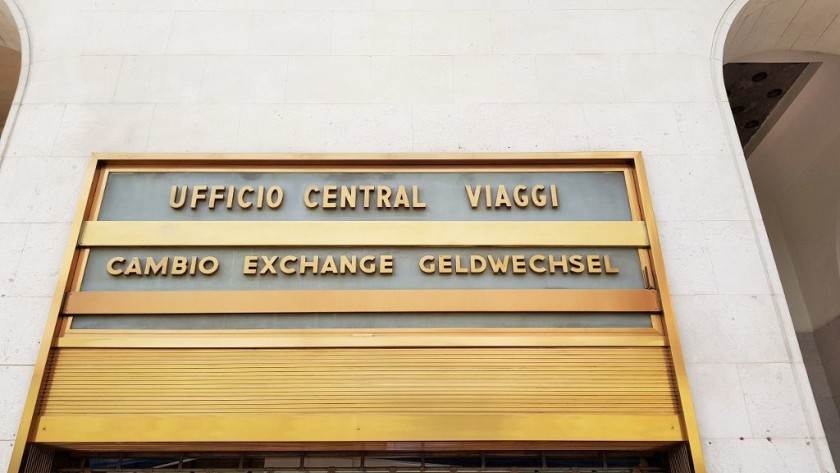 UFFICIO CENTRAL VIAGGI
CAMBIO EXCHANGE GELDWECHSEL